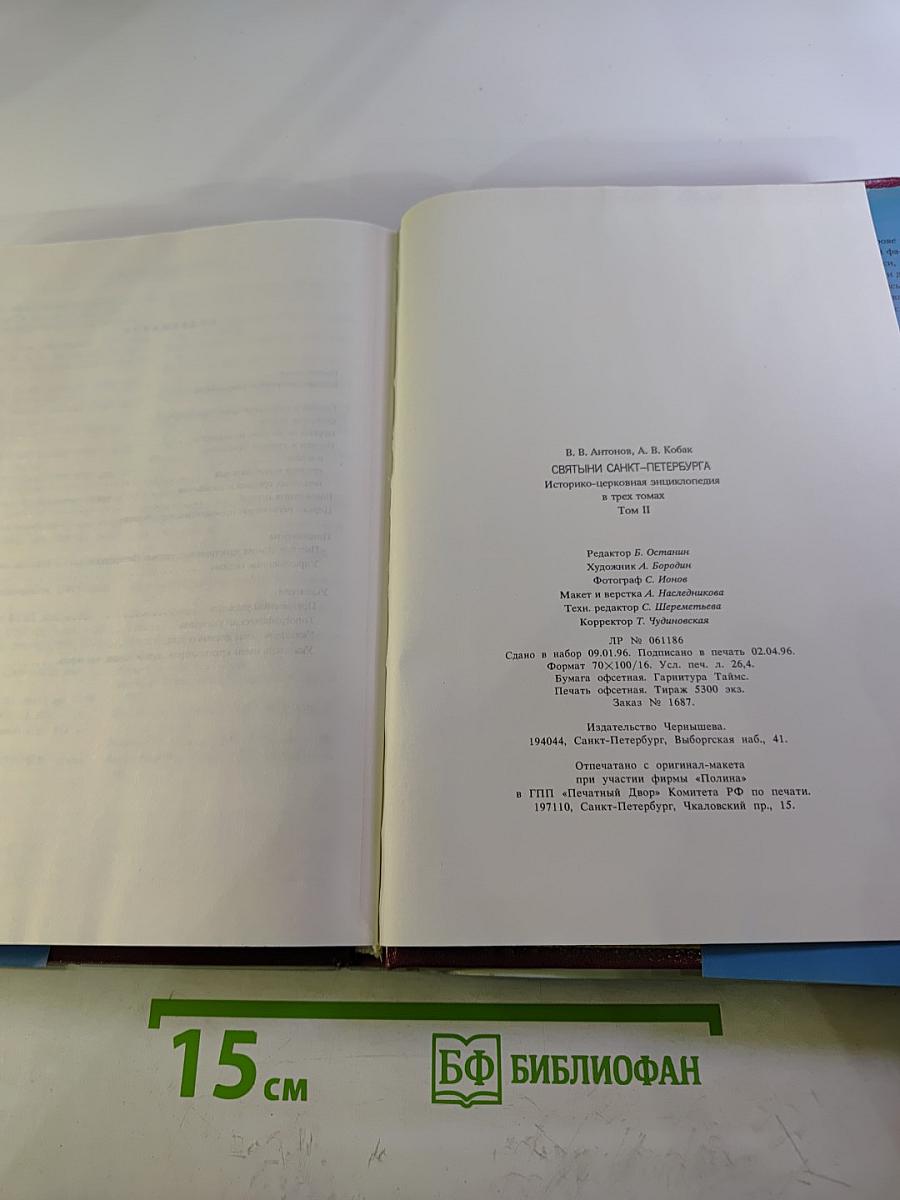 В. В. Антонов, А. В. Кобак
СВЯТЫНИ САНКТ-ПЕТЕРБУРГА
Историко-церковная энциклопедия
в трех томах
Том II
Редактор Б. Останин
Художник А. Бородин
Фотограф С. Ионов
Макет и верстка А. Наследникова
Техн. редактор С. Шереметьева
Корректор Т. Чудиновская
ЛР № 061186
Сдано в набор 09.01.96. Подписано в печать 02.04.96.
Формат 70×100/16. Усл. печ. л. 26,4.
Бумага офсетная. Гарнитура Таймс.
Печать офсетная. Тираж 5300 экз.
Заказ № 1687.
Издательство Чернышева.
194044, Санкт-Петербург, Выборгская наб., 41.
Отпечатано с оригинал-макета
при участии фирмы «Полина»
в ГПП «Печатный Двор» Комитета РФ по печати.
197110, Санкт-Петербург, Чкаловский пр., 15.
15 см
БФ БИБЛИОФАН